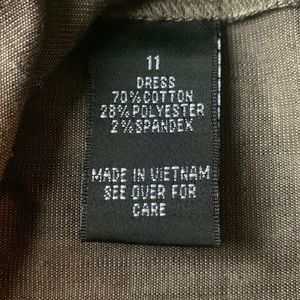 11
DRESS
70%COTTON
28%POLYESTER
2%SPANDEX
MADE IN VIETNAM
SEE OVER FOR
CARE